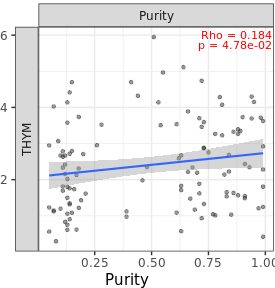 Purity
Rho = 0.184
p = 4.78e-02
THYM
6
4
2
0.25 0.50 0.75 1.00
Purity